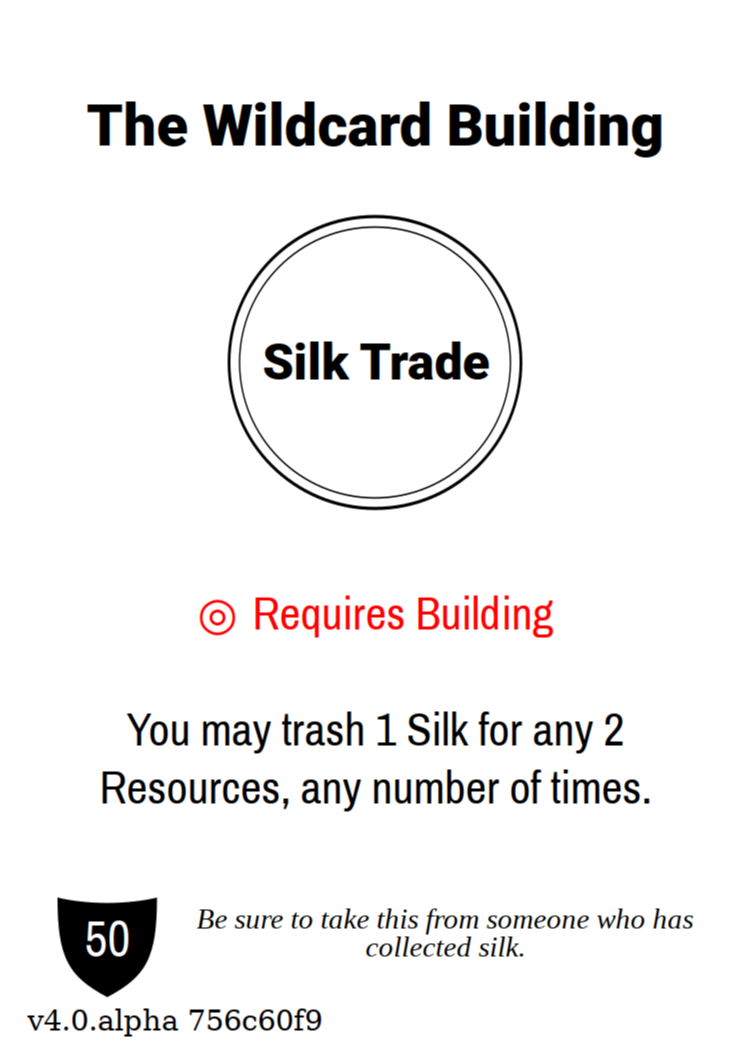 The Wildcard Building
Silk Trade
◎ Requires Building
You may trash 1 Silk for any 2
Resources, any number of times.
50
Be sure to take this from someone who has
collected silk.
v4.0.alpha 756c60f9